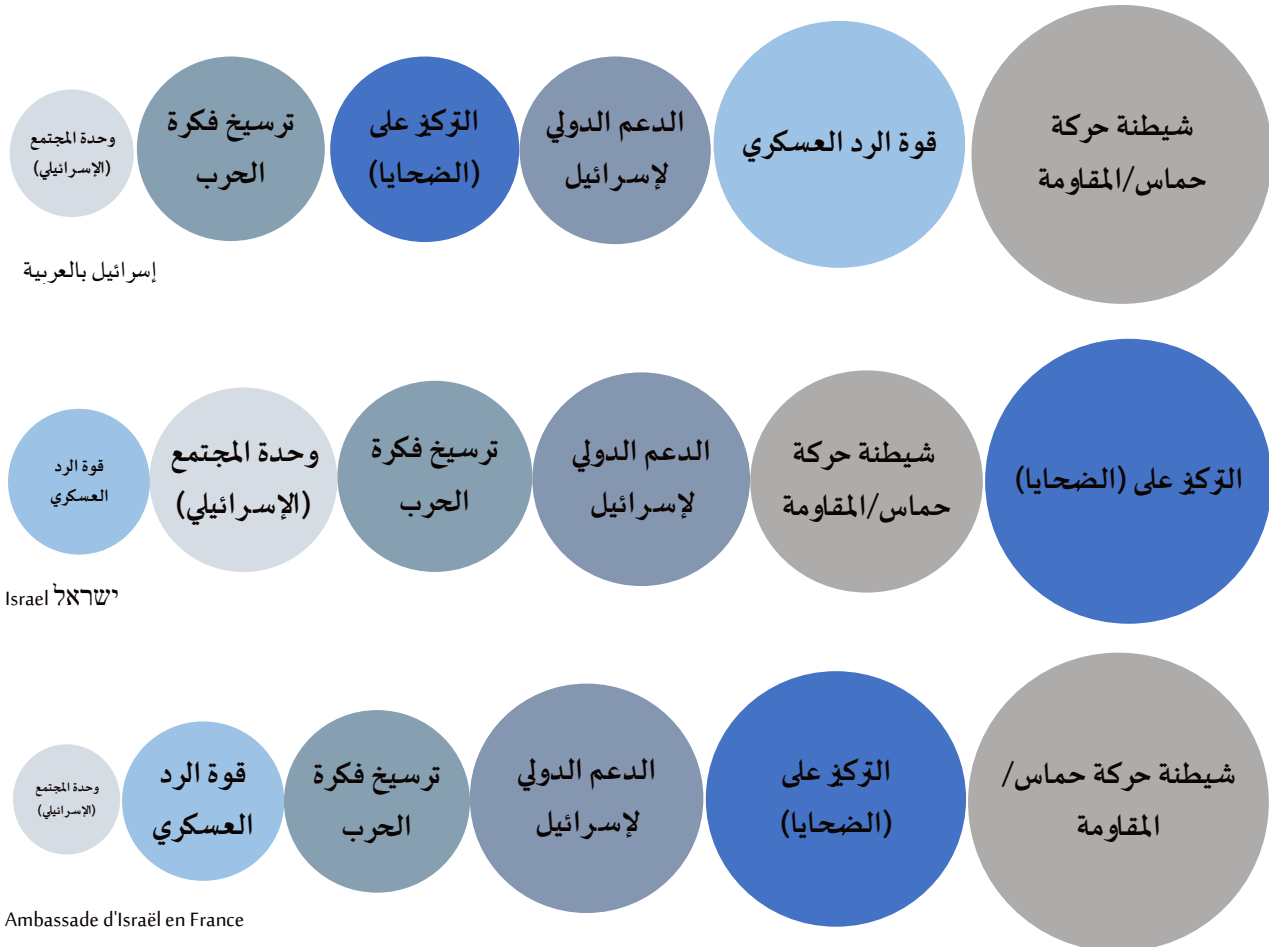 شيطنة حركة
حماس/المقاومة
قوة الرد العسكري
الدعم الدولي
لإسرائيل
التركيز على
(الضحايا)
ترسيخ فكرة
الحرب
وحدة المجتمع
(الإسرائيلي)
إسرائيل بالعربية
التركيز على (الضحايا)
شيطنة حركة
حماس/المقاومة
الدعم الدولي
لإسرائيل
ترسيخ فكرة
الحرب
وحدة المجتمع
(الإسرائيلي)
قوة الرد
العسكري
Israel ישראל
شيطنة حركة حماس/
المقاومة
التركيز على
(الضحايا)
الدعم الدولي
لإسرائيل
ترسيخ فكرة
الحرب
قوة الرد
العسكري
وحدة المجتمع
(الإسرائيلي)
Ambassade d'Israël en France